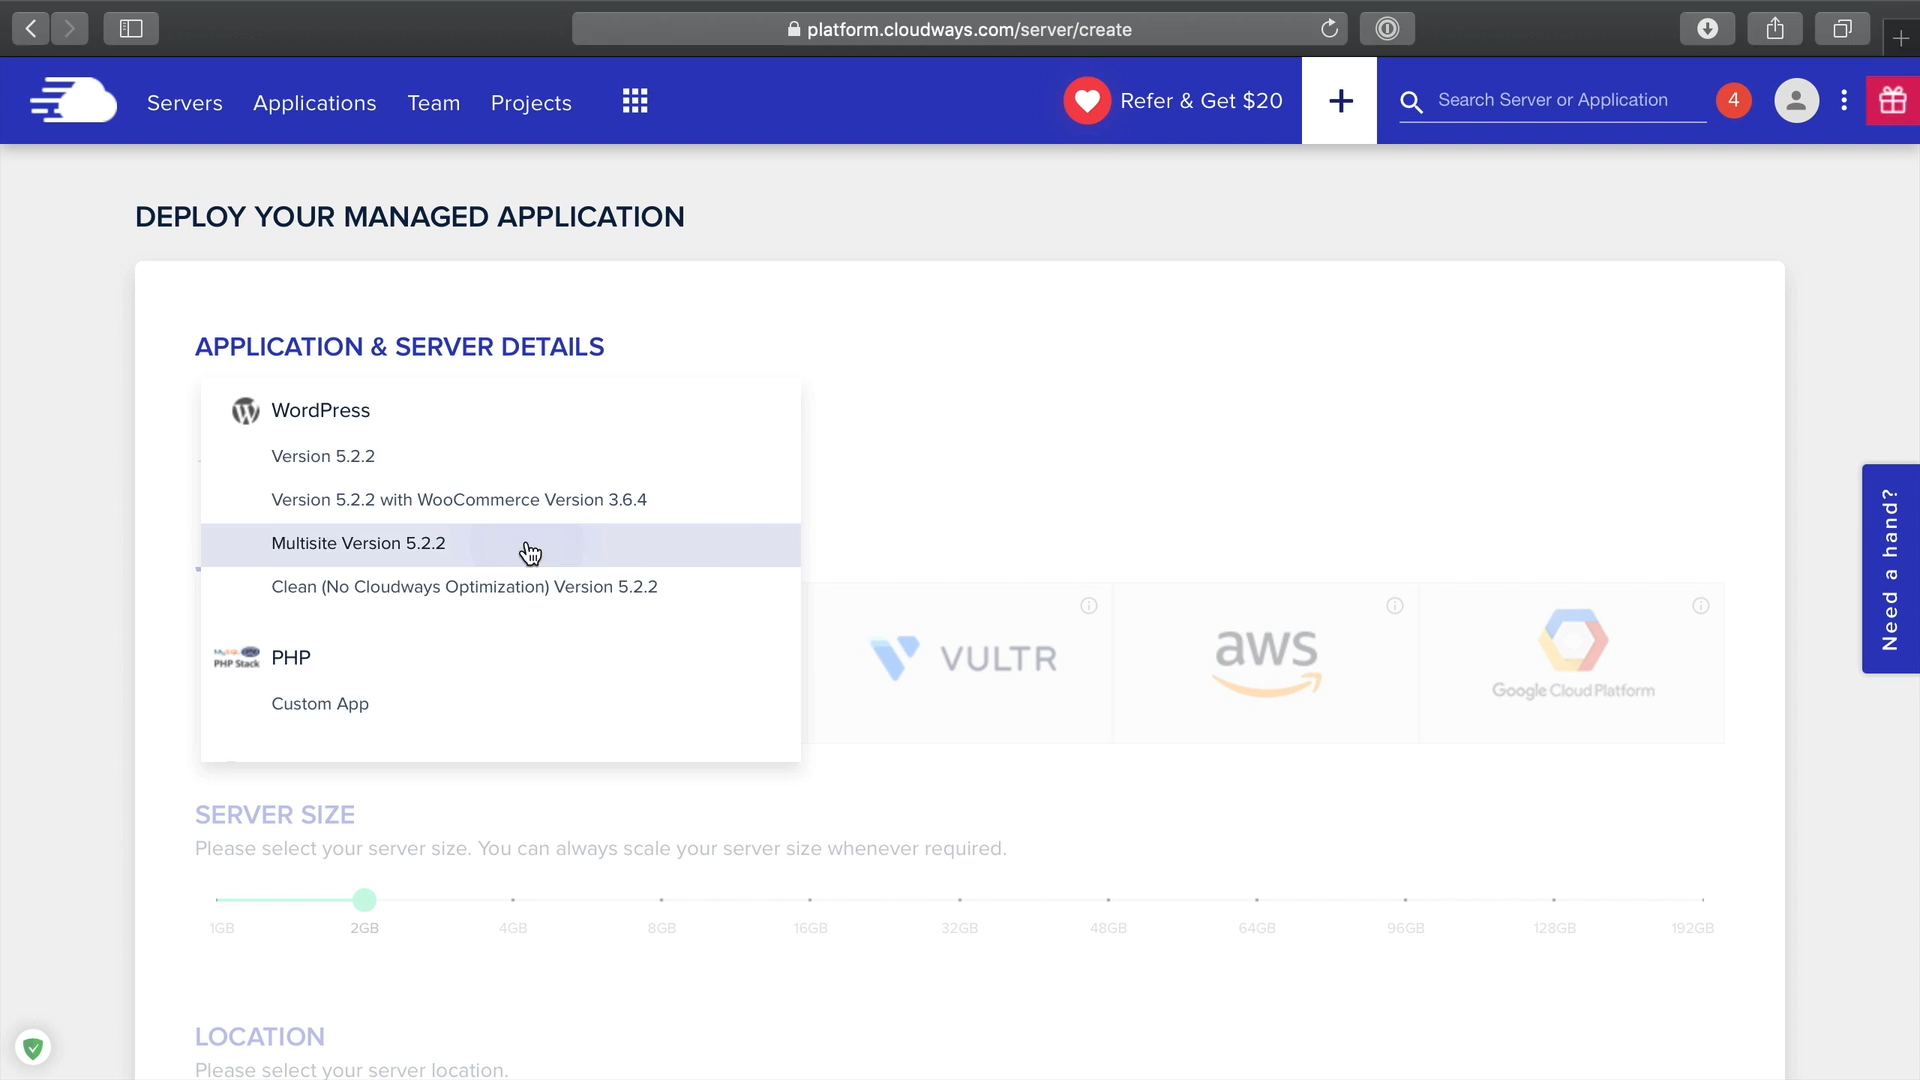 platform.cloudways.com/server/create
Servers Applications Team Projects Refer & Get $20 Search Server or Application 4
DEPLOY YOUR MANAGED APPLICATION
APPLICATION & SERVER DETAILS
WordPress
Version 5.2.2
Version 5.2.2 with WooCommerce Version 3.6.4
Multisite Version 5.2.2
Clean (No Cloudways Optimization) Version 5.2.2
MySQL PHP
PHP Stack
PHP
Custom App
VULTR
aws
Google Cloud Platform
Need a hand?
SERVER SIZE
Please select your server size. You can always scale your server size whenever required.
1GB 2GB 4GB 8GB 16GB 32GB 48GB 64GB 96GB 128GB 192GB
LOCATION
Please select your server location.